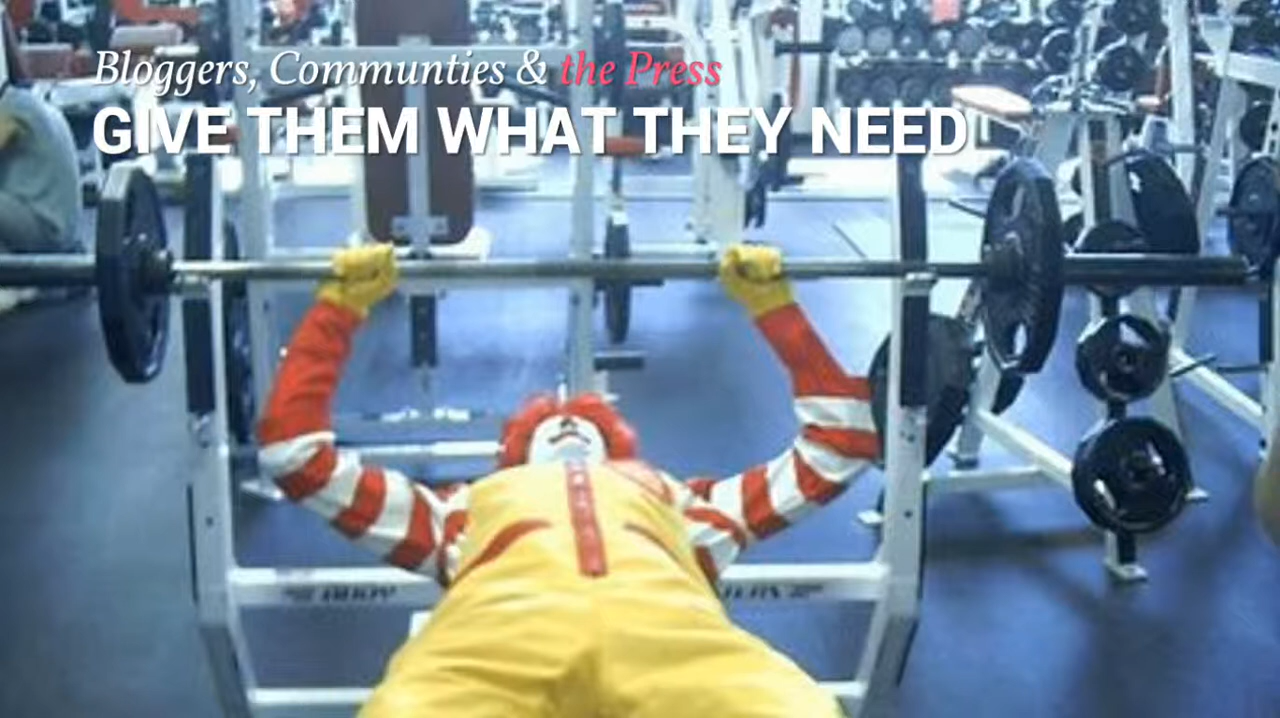 Bloggers, Communties & the Press
GIVE THEM WHAT THEY NEED